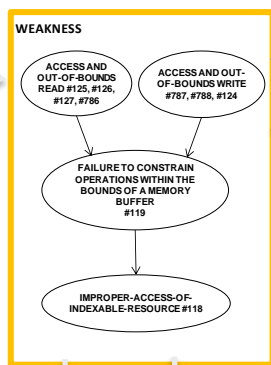 WEAKNESS
ACCESS AND
OUT-OF-BOUNDS
READ #125, #126,
#127, #786
ACCESS AND OUT-
OF-BOUNDS WRITE
#787, #788, #124
FAILURE TO CONSTRAIN
OPERATIONS WITHIN THE
BOUNDS OF A MEMORY
BUFFER
#119
IMPROPER-ACCESS-OF-
INDEXABLE-RESOURCE #118